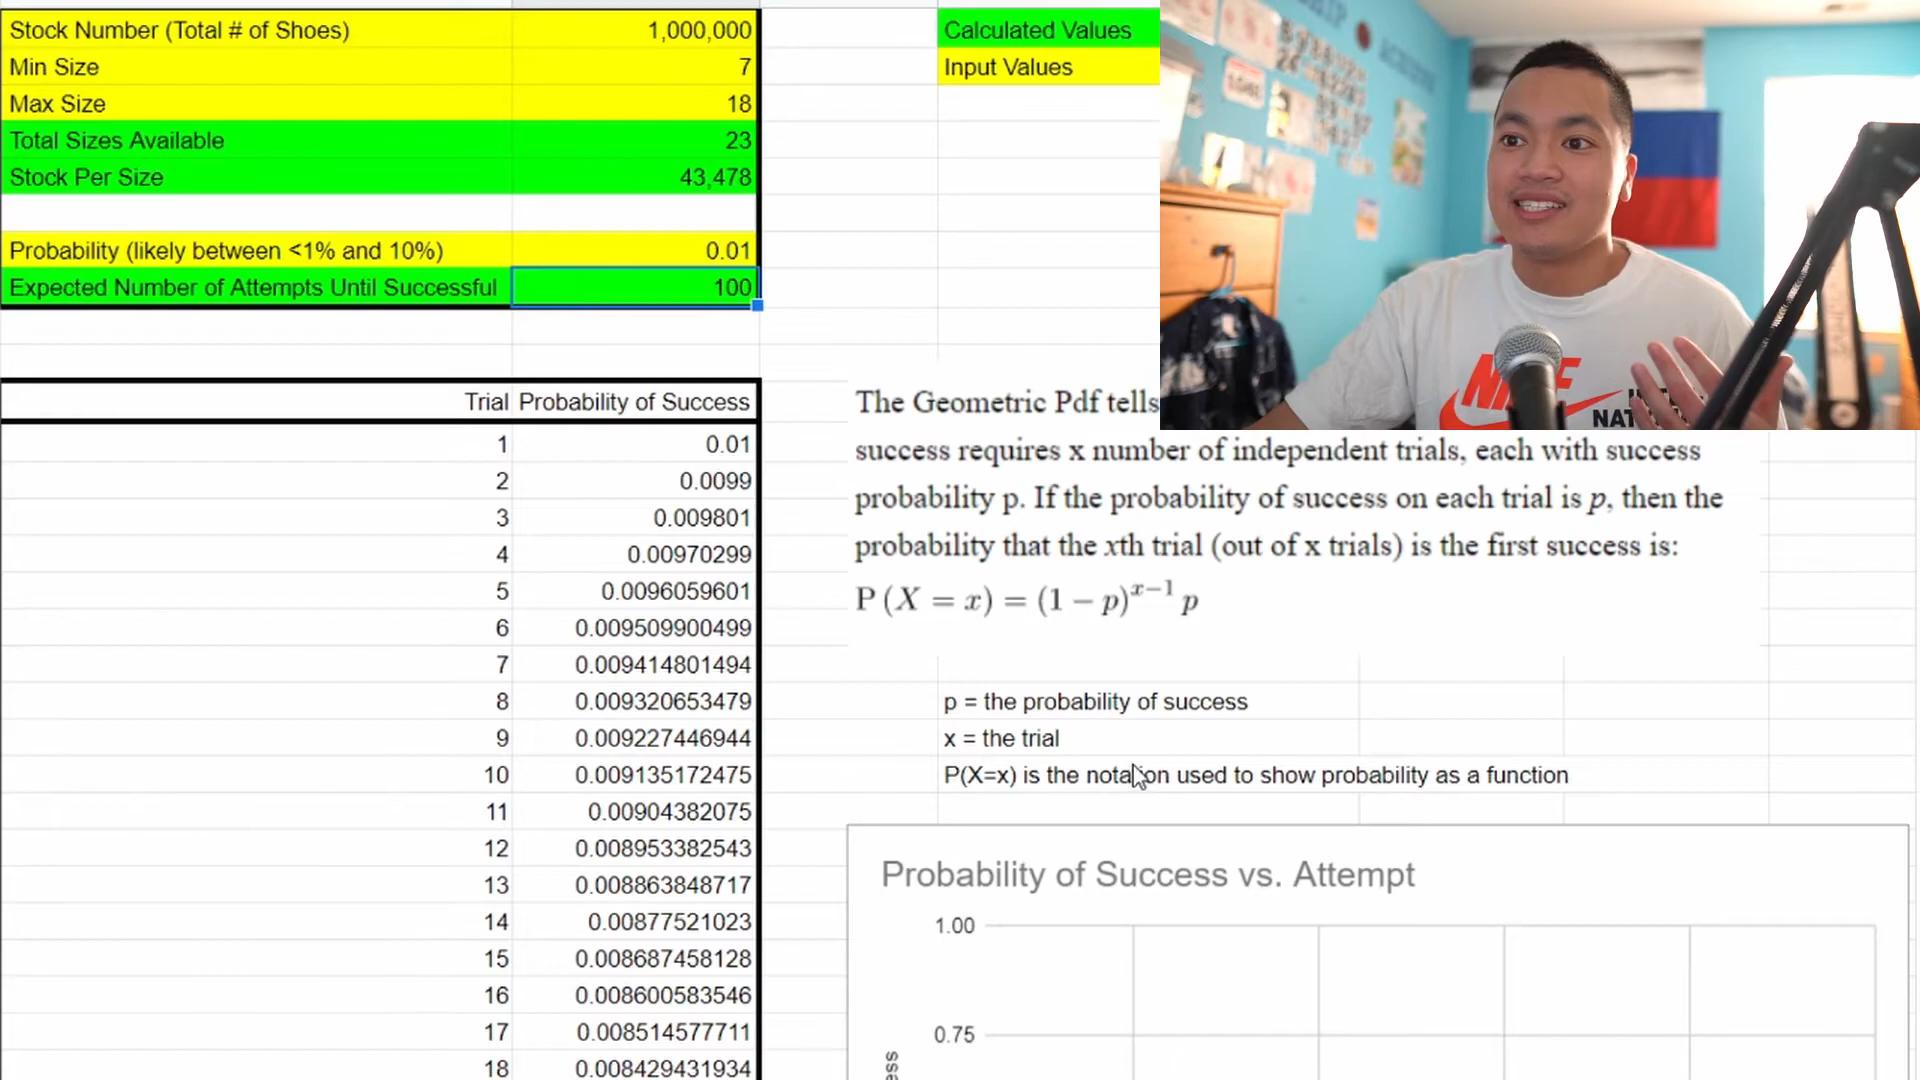 Stock Number (Total # of Shoes) 1,000,000
Min Size 7
Max Size 18
Total Sizes Available 23
Stock Per Size 43,478
Probability (likely between <1% and 10%) 0.01
Expected Number of Attempts Until Successful 100
Calculated Values
Input Values
Trial Probability of Success
1 0.01
2 0.0099
3 0.009801
4 0.00970299
5 0.0096059601
6 0.009509900499
7 0.009414801494
8 0.009320653479
9 0.009227446944
10 0.009135172475
11 0.00904382075
12 0.008953382543
13 0.008863848717
14 0.00877521023
15 0.008687458128
16 0.008600583546
17 0.008514577711
18 0.008429431934
The Geometric Pdf tells
success requires x number of independent trials, each with success
probability p. If the probability of success on each trial is p, then the
probability that the xth trial (out of x trials) is the first success is:
P (X = x) = (1 − p)^{x−1} p
p = the probability of success
x = the trial
P(X=x) is the notation used to show probability as a function
Probability of Success vs. Attempt
1.00
0.75
ess
NIKE
NAT